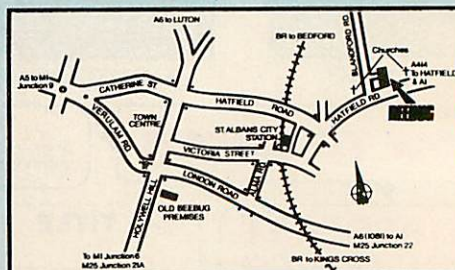 A6 to LUTON
BR to BEDFORD
BLANDFORD RD.
Churches
A414
To HATFIELD
& A1
A5 to M1
Junction 9
CATHERINE ST
HATFIELD ROAD
HATFIELD RD
BEEBUG
VERULAM RD.
TOWN
CENTRE
ST ALBANS CITY
STATION
VICTORIA STREET
ALMA RD.
LONDON ROAD
HOLYWELL HILL
OLD BEEBUG
PREMISES
A6 (1081) to A1
M25 Junction 22
To M1 Junction 6
M25 Junction 21A
BR to KINGS CROSS